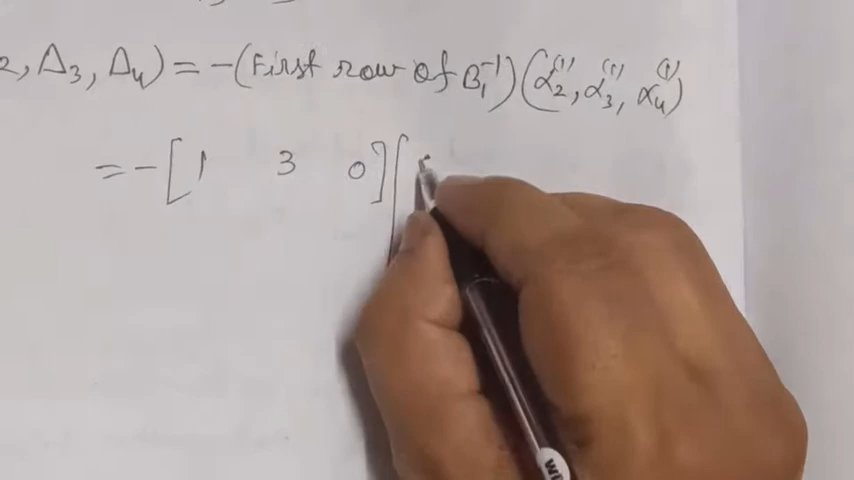 2, Δ3, Δ4) = -(First row of B1^-1)(α2^(1), α3^(1), α4^(1))
= -[1 3 0][